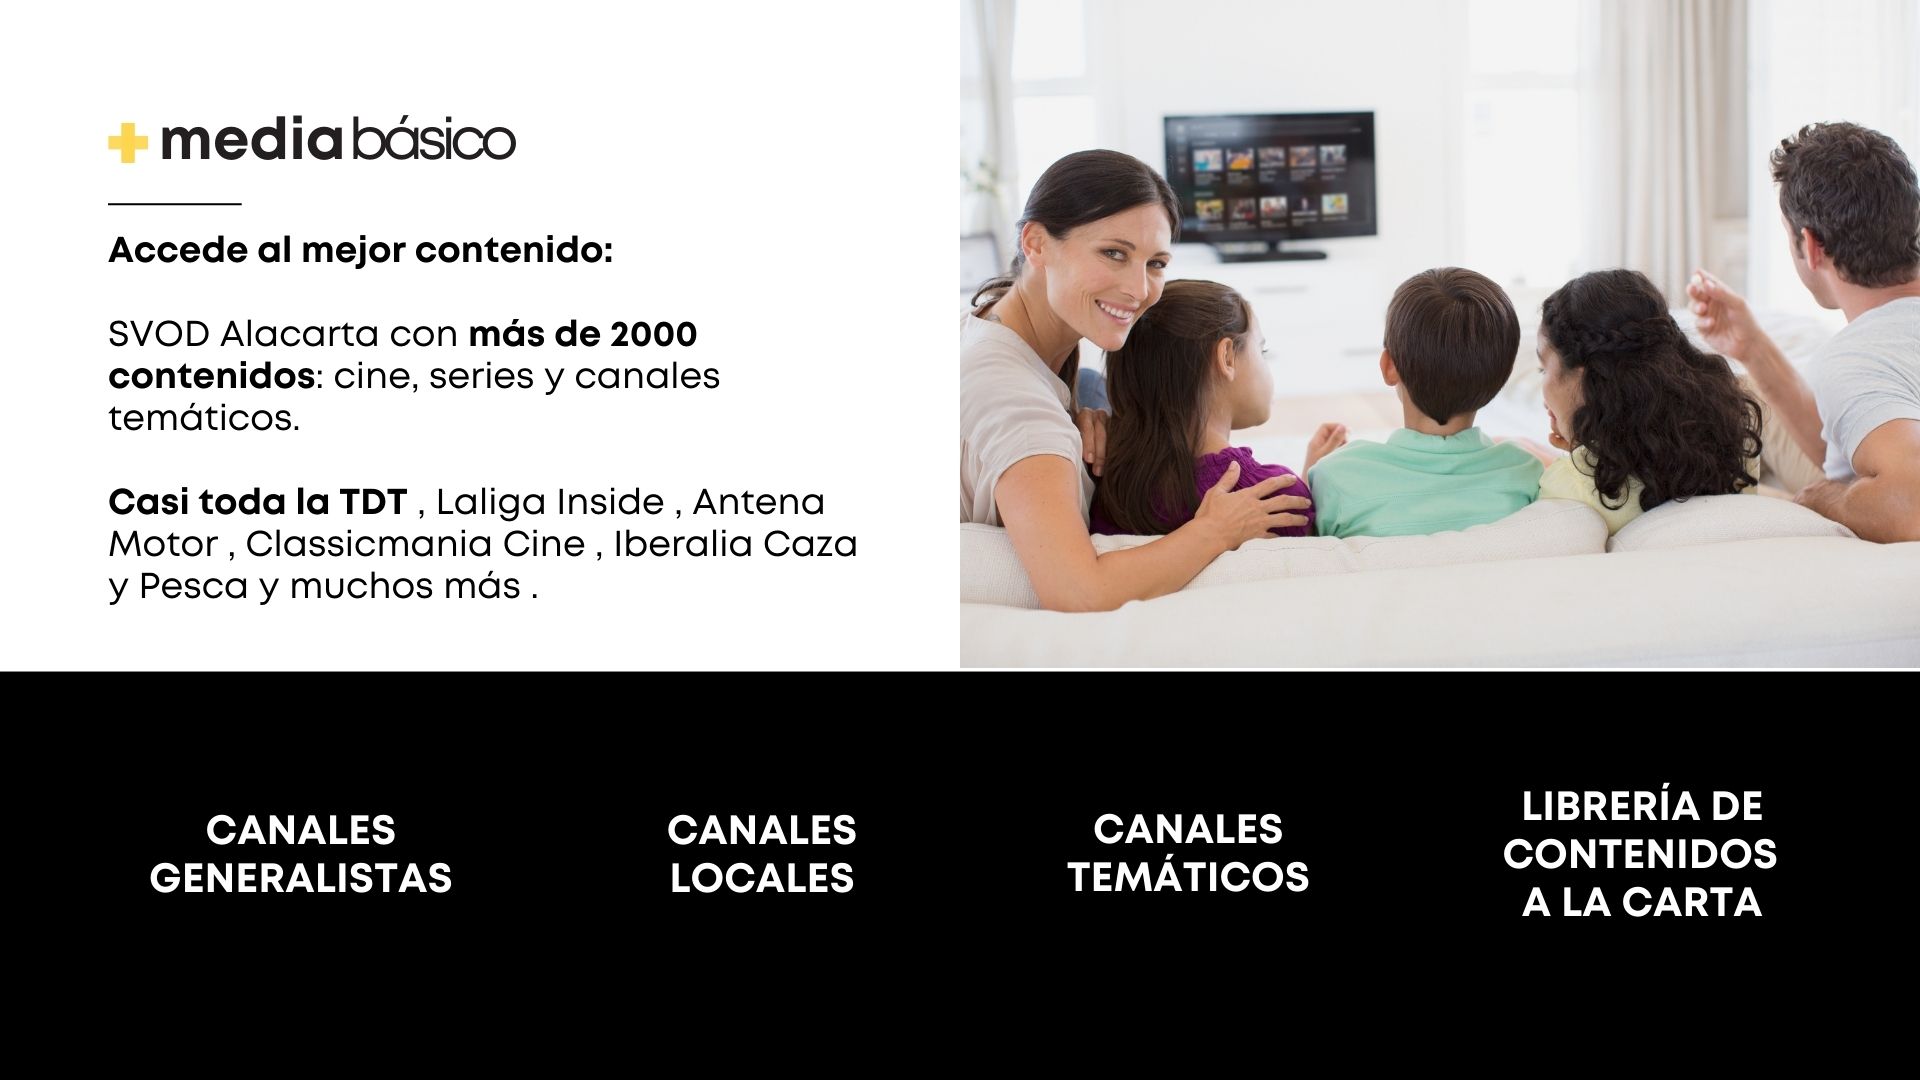 + media básico
Accede al mejor contenido:
SVOD Alacarta con más de 2000
contenidos: cine, series y canales
temáticos.
Casi toda la TDT , Laliga Inside , Antena
Motor , Classicmania Cine , Iberalia Caza
y Pesca y muchos más .
CANALES
GENERALISTAS
CANALES
LOCALES
CANALES
TEMÁTICOS
LIBRERÍA DE
CONTENIDOS
A LA CARTA